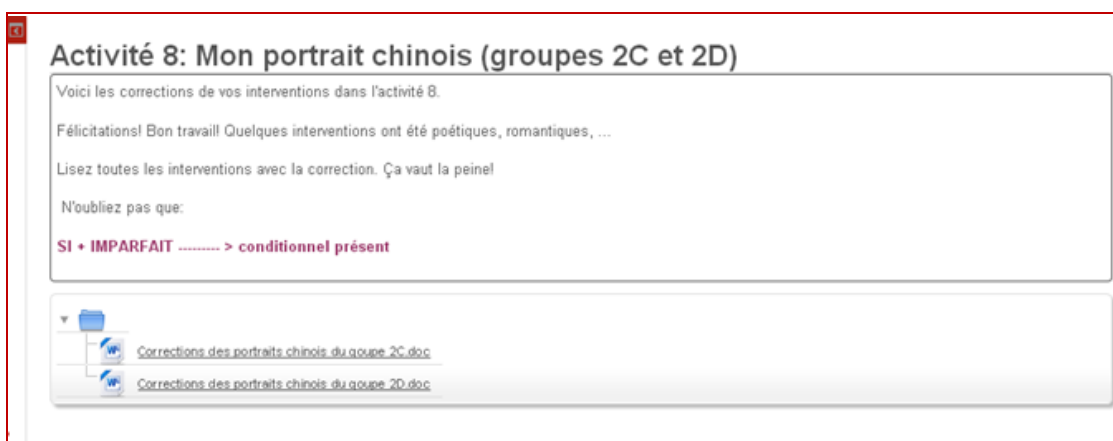 Activité 8: Mon portrait chinois (groupes 2C et 2D)
Voici les corrections de vos interventions dans l'activité 8.
Félicitations! Bon travail! Quelques interventions ont été poétiques, romantiques, ...
Lisez toutes les interventions avec la correction. Ça vaut la peine!
N'oubliez pas que:
SI + IMPARFAIT --------- > conditionnel présent
Corrections des portraits chinois du goupe 2C.doc
Corrections des portraits chinois du goupe 2D.doc